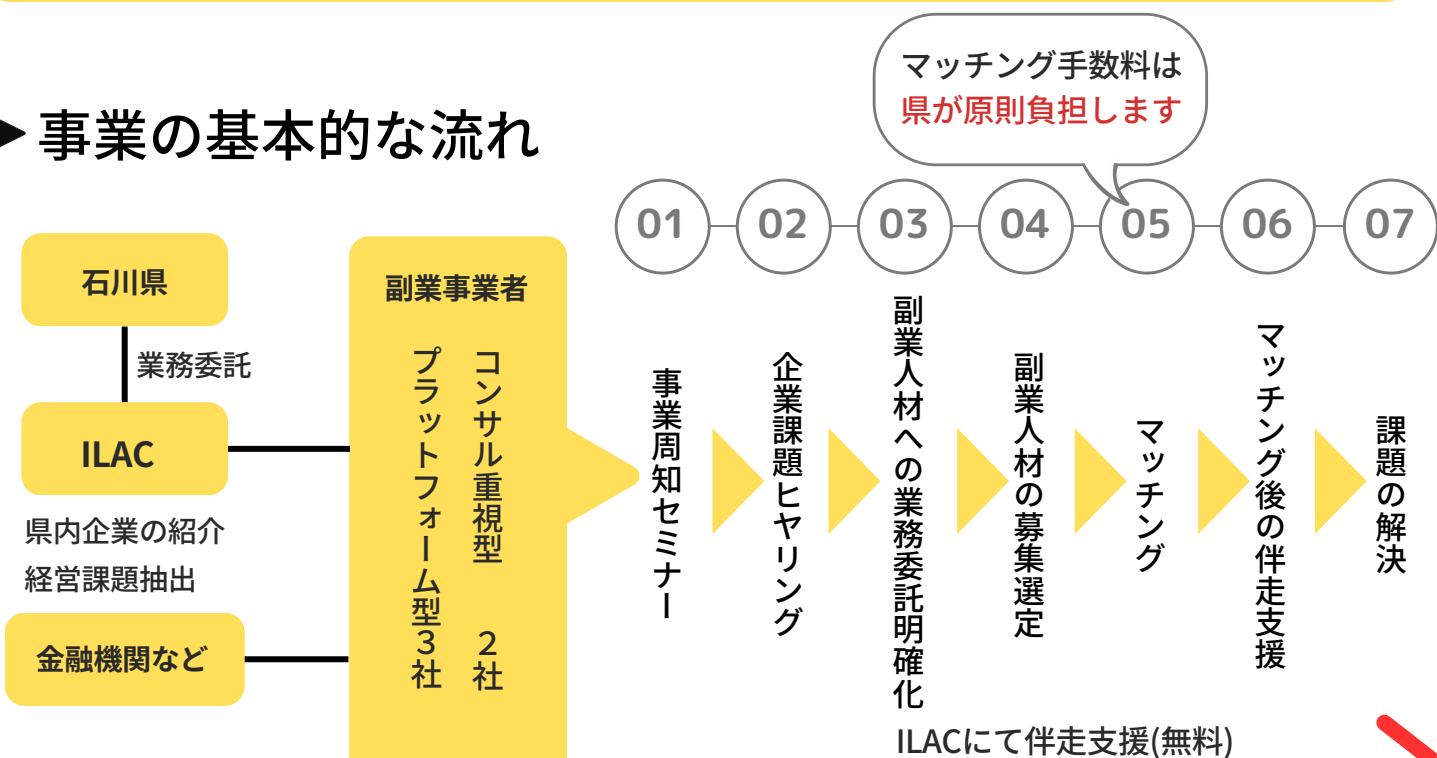 マッチング手数料は
県が原則負担します
事業の基本的な流れ
石川県
業務委託
ILAC
県内企業の紹介
経営課題抽出
金融機関など
副業事業者
コンサル重視型 2社
プラットフォーム型3社
01
02
03
04
05
06
07
事業周知セミナー
企業課題ヒヤリング
副業人材への業務委託明確化
副業人材の募集選定
マッチング
マッチング後の伴走支援
課題の解決
ILACにて伴走支援(無料)